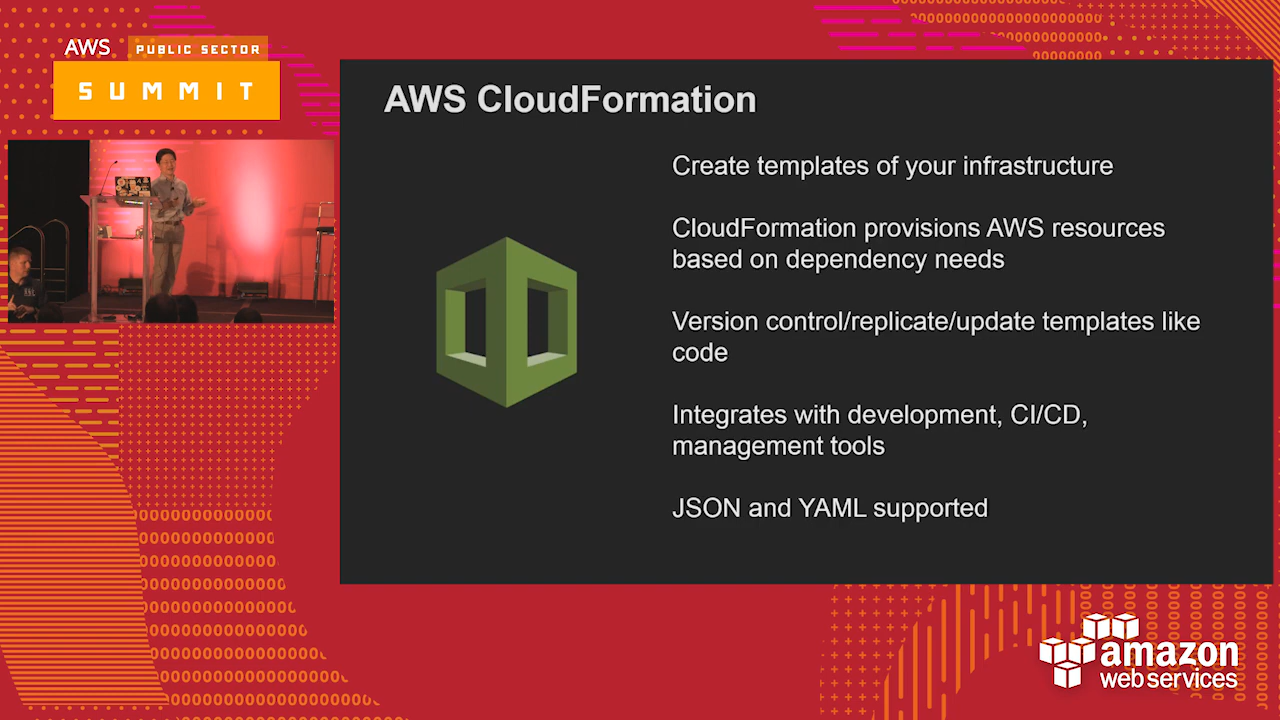 AWS PUBLIC SECTOR
SUMMIT
AWS CloudFormation
Create templates of your infrastructure
CloudFormation provisions AWS resources
based on dependency needs
Version control/replicate/update templates like
code
Integrates with development, CI/CD,
management tools
JSON and YAML supported
amazon
web services